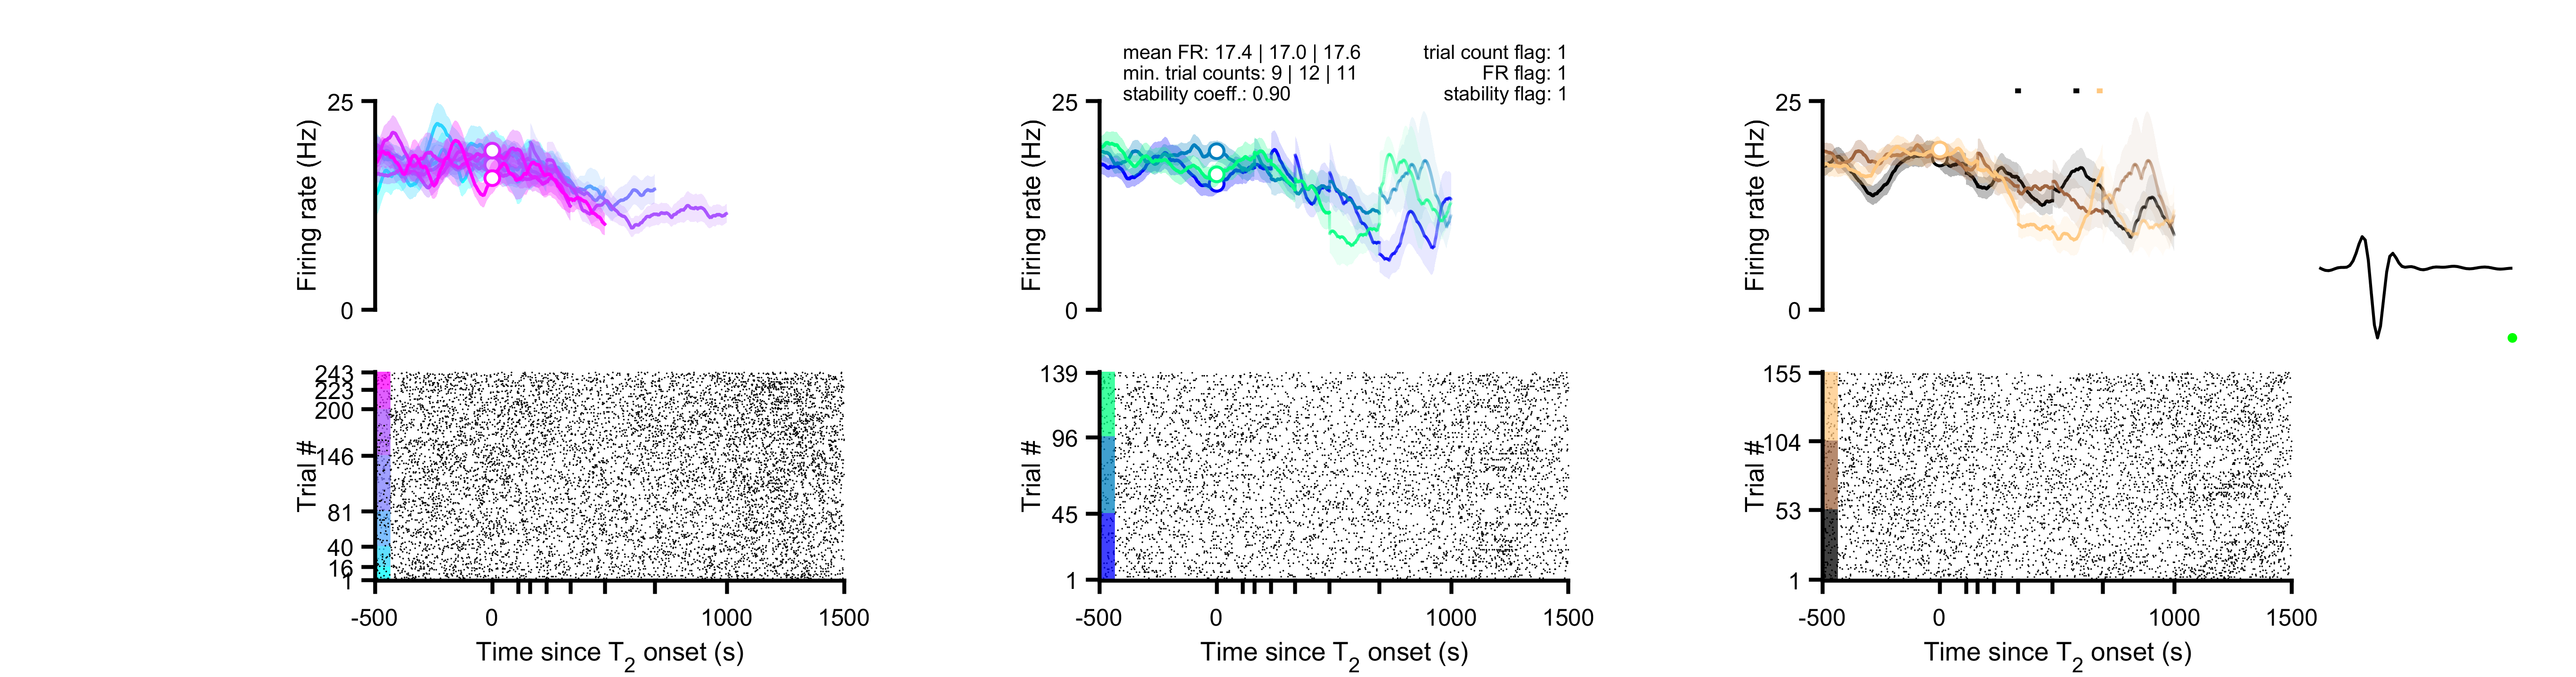 mean FR: 17.4 | 17.0 | 17.6
min. trial counts: 9 | 12 | 11
stability coeff.: 0.90
trial count flag: 1
FR flag: 1
stability flag: 1
Firing rate (Hz)
25
0
Firing rate (Hz)
25
0
Firing rate (Hz)
25
0
Trial #
243
223
200
146
81
40
16
1
-500
0
1000
1500
Time since T2 onset (s)
Trial #
139
96
45
1
-500
0
1000
1500
Time since T2 onset (s)
Trial #
155
104
53
1
-500
0
1000
1500
Time since T2 onset (s)